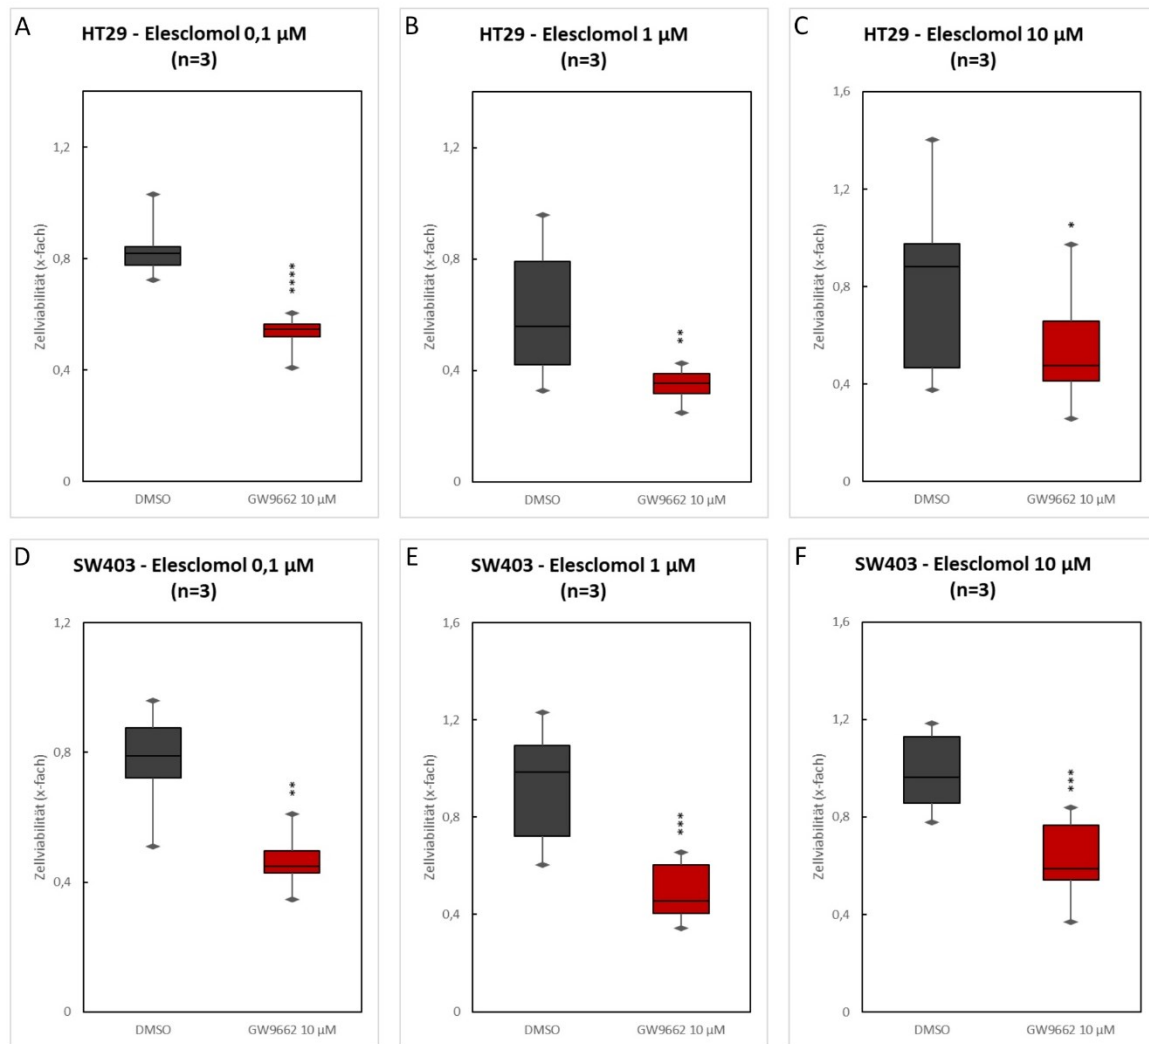 A
HT29 - Elesclomol 0,1 µM
(n=3)
Zellviabilität (x-fach)
1,2
0,8
0,4
0
****
DMSO
GW9662 10 µM
B
HT29 - Elesclomol 1 µM
(n=3)
Zellviabilität (x-fach)
1,2
0,8
0,4
0
**
DMSO
GW9662 10 µM
C
HT29 - Elesclomol 10 µM
(n=3)
Zellviabilität (x-fach)
1,6
1,2
0,8
0,4
0
*
DMSO
GW9662 10 µM
D
SW403 - Elesclomol 0,1 µM
(n=3)
Zellviabilität (x-fach)
1,2
0,8
0,4
0
**
DMSO
GW9662 10 µM
E
SW403 - Elesclomol 1 µM
(n=3)
Zellviabilität (x-fach)
1,6
1,2
0,8
0,4
0
***
DMSO
GW9662 10 µM
F
SW403 - Elesclomol 10 µM
(n=3)
Zellviabilität (x-fach)
1,6
1,2
0,8
0,4
0
***
DMSO
GW9662 10 µM